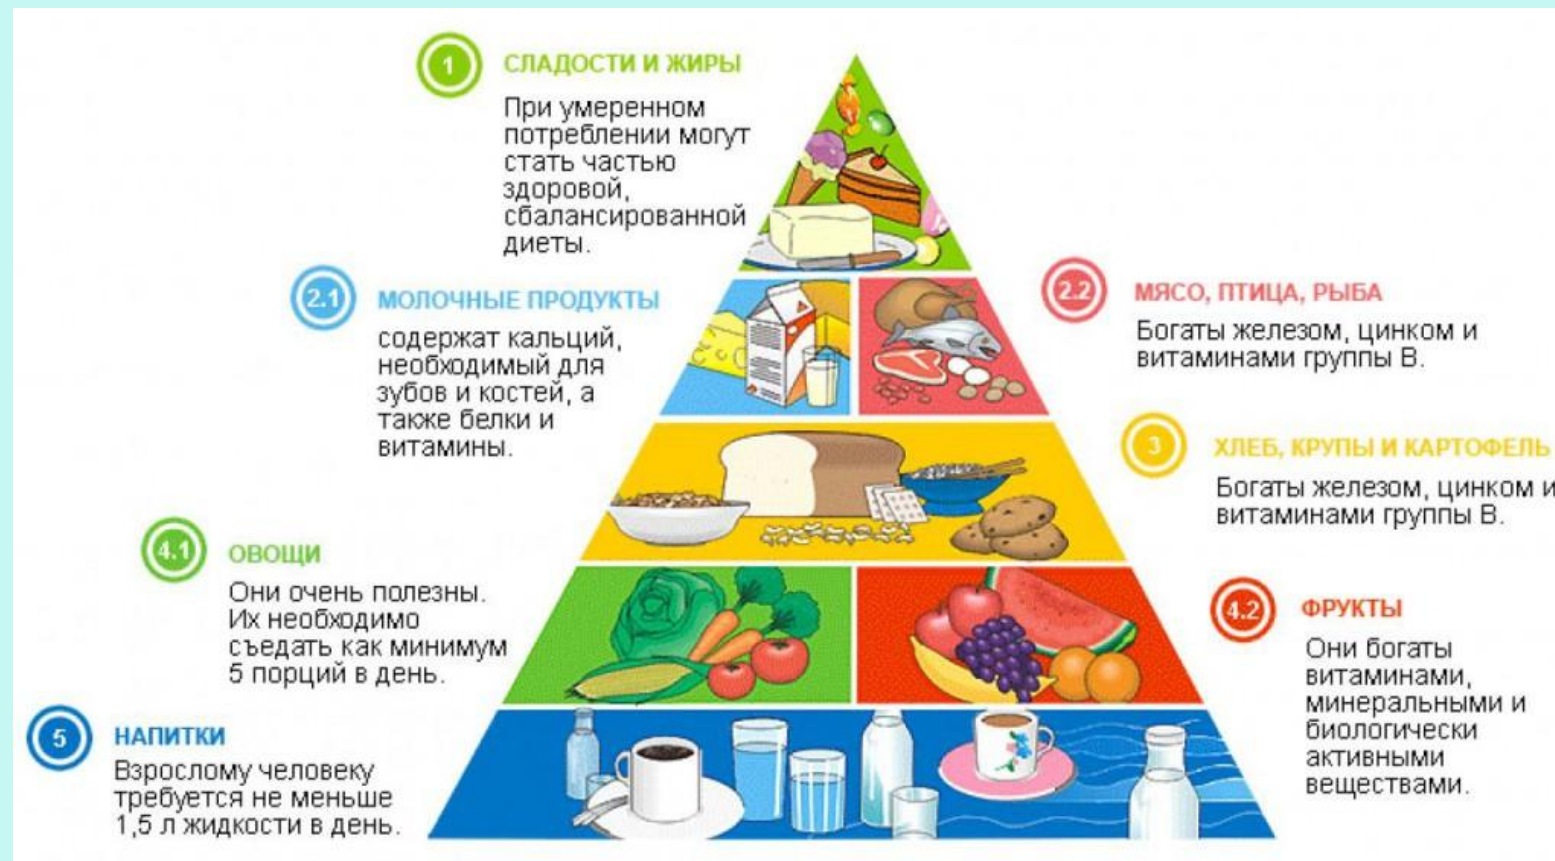 1
СЛАДОСТИ И ЖИРЫ
При умеренном
потреблении могут
стать частью
здоровой,
сбалансированной
диеты.
2.1
МОЛОЧНЫЕ ПРОДУКТЫ
содержат кальций,
необходимый для
зубов и костей, а
также белки и
витамины.
2.2
МЯСО, ПТИЦА, РЫБА
Богаты железом, цинком и
витаминами группы В.
3
ХЛЕБ, КРУПЫ И КАРТОФЕЛЬ
Богаты железом, цинком и
витаминами группы В.
4.1
ОВОЩИ
Они очень полезны.
Их необходимо
съедать как минимум
5 порций в день.
4.2
ФРУКТЫ
Они богаты
витаминами,
минеральными и
биологически
активными
веществами.
5
НАПИТКИ
Взрослому человеку
требуется не меньше
1,5 л жидкости в день.